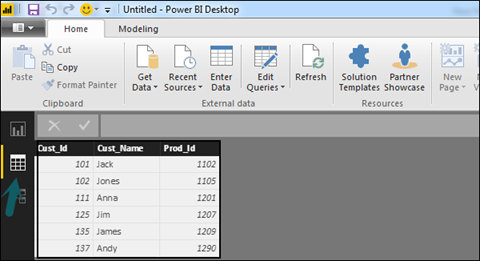 Untitled - Power BI Desktop
Home Modeling
Paste
Cut
Copy
Format Painter
Clipboard
Get Data
Recent Sources
Enter Data
Edit Queries
External data
Refresh
Solution Templates
Partner Showcase
Resources
New Page
New
Cust_Id Cust_Name Prod_Id
101 Jack 1102
102 Jones 1105
111 Anna 1201
125 Jim 1207
135 James 1209
137 Andy 1290